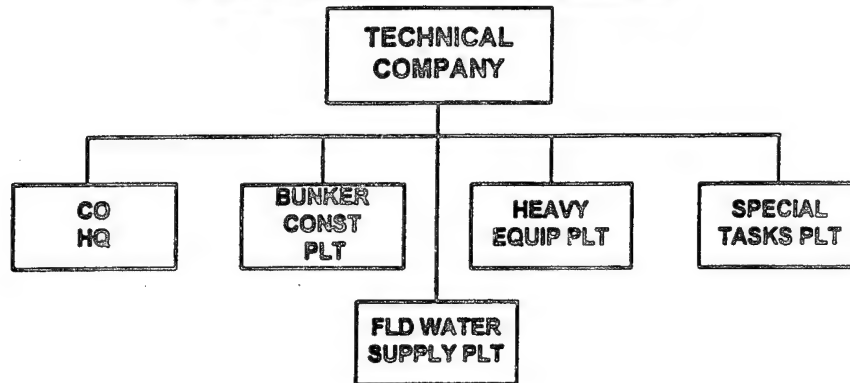 TECHNICAL
COMPANY
CO
HQ
BUNKER
CONST
PLT
HEAVY
EQUIP PLT
SPECIAL
TASKS PLT
FLD WATER
SUPPLY PLT